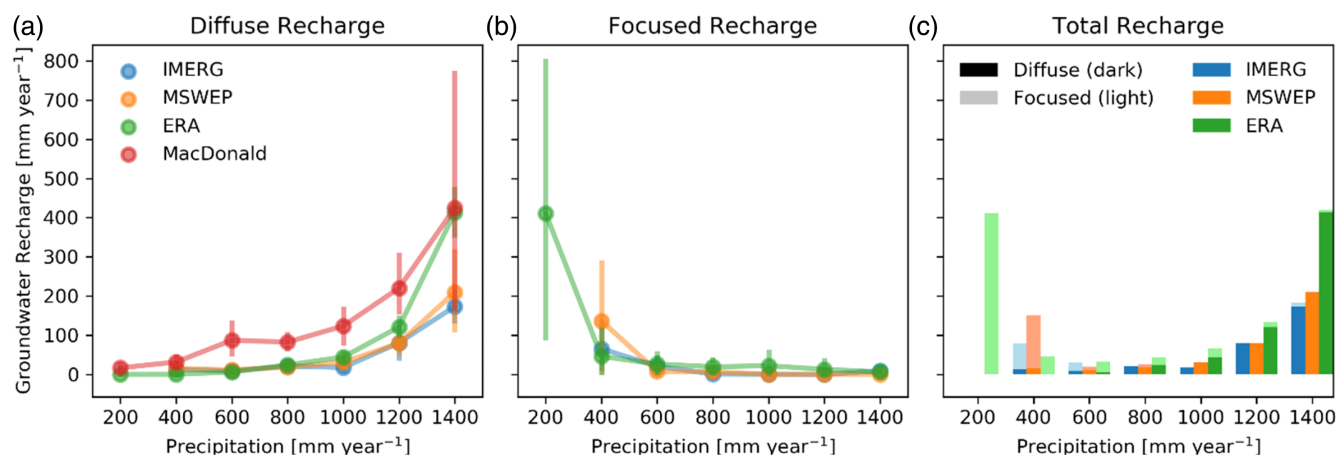 (a) Diffuse Recharge
Groundwater Recharge [mm year⁻¹]
800
700
600
500
400
300
200
100
0
IMERG
MSWEP
ERA
MacDonald
200 400 600 800 1000 1200 1400
Precipitation [mm year⁻¹]
(b) Focused Recharge
200 400 600 800 1000 1200 1400
Precipitation [mm year⁻¹]
(c) Total Recharge
Diffuse (dark)
Focused (light)
IMERG
MSWEP
ERA
200 400 600 800 1000 1200 1400
Precipitation [mm year⁻¹]